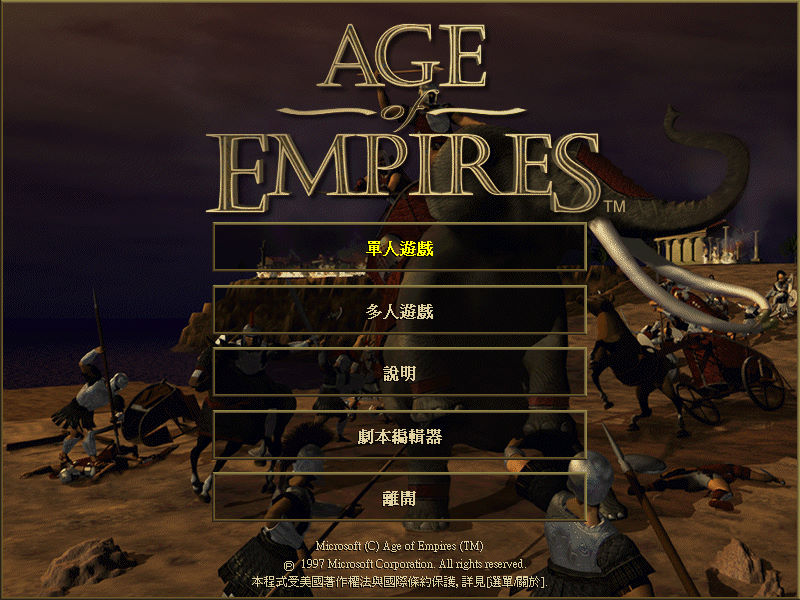 AGE
of
EMPIRES™
單人遊戲
多人遊戲
說明
劇本編輯器
離開
Microsoft (C) Age of Empires (TM)
℗ 1997 Microsoft Corporation. All rights reserved.
本程式受美國著作權法與國際條約保護, 詳見[選單/關於].